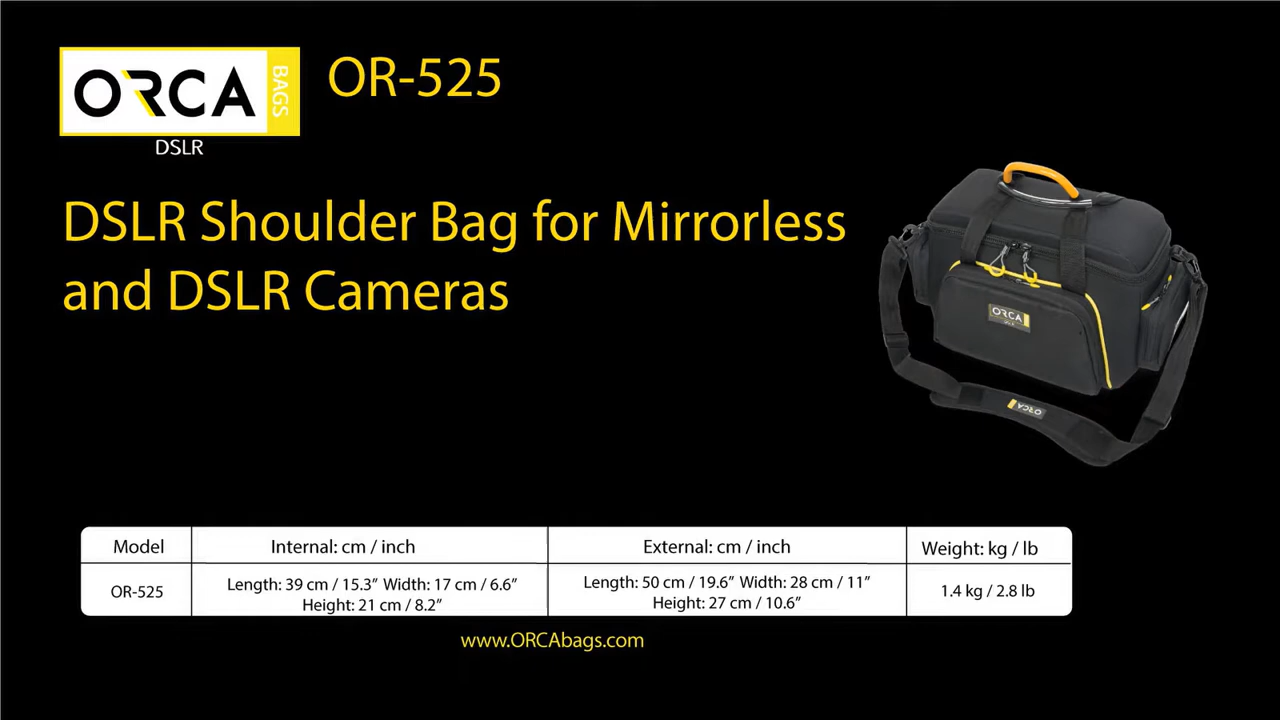 ORCA BAGS
OR-525
DSLR
DSLR Shoulder Bag for Mirrorless
and DSLR Cameras
ORCA
ORCA
Model
Internal: cm / inch
External: cm / inch
Weight: kg / lb
OR-525
Length: 39 cm / 15.3” Width: 17 cm / 6.6”
Height: 21 cm / 8.2”
Length: 50 cm / 19.6” Width: 28 cm / 11”
Height: 27 cm / 10.6”
1.4 kg / 2.8 lb
www.ORCAbags.com